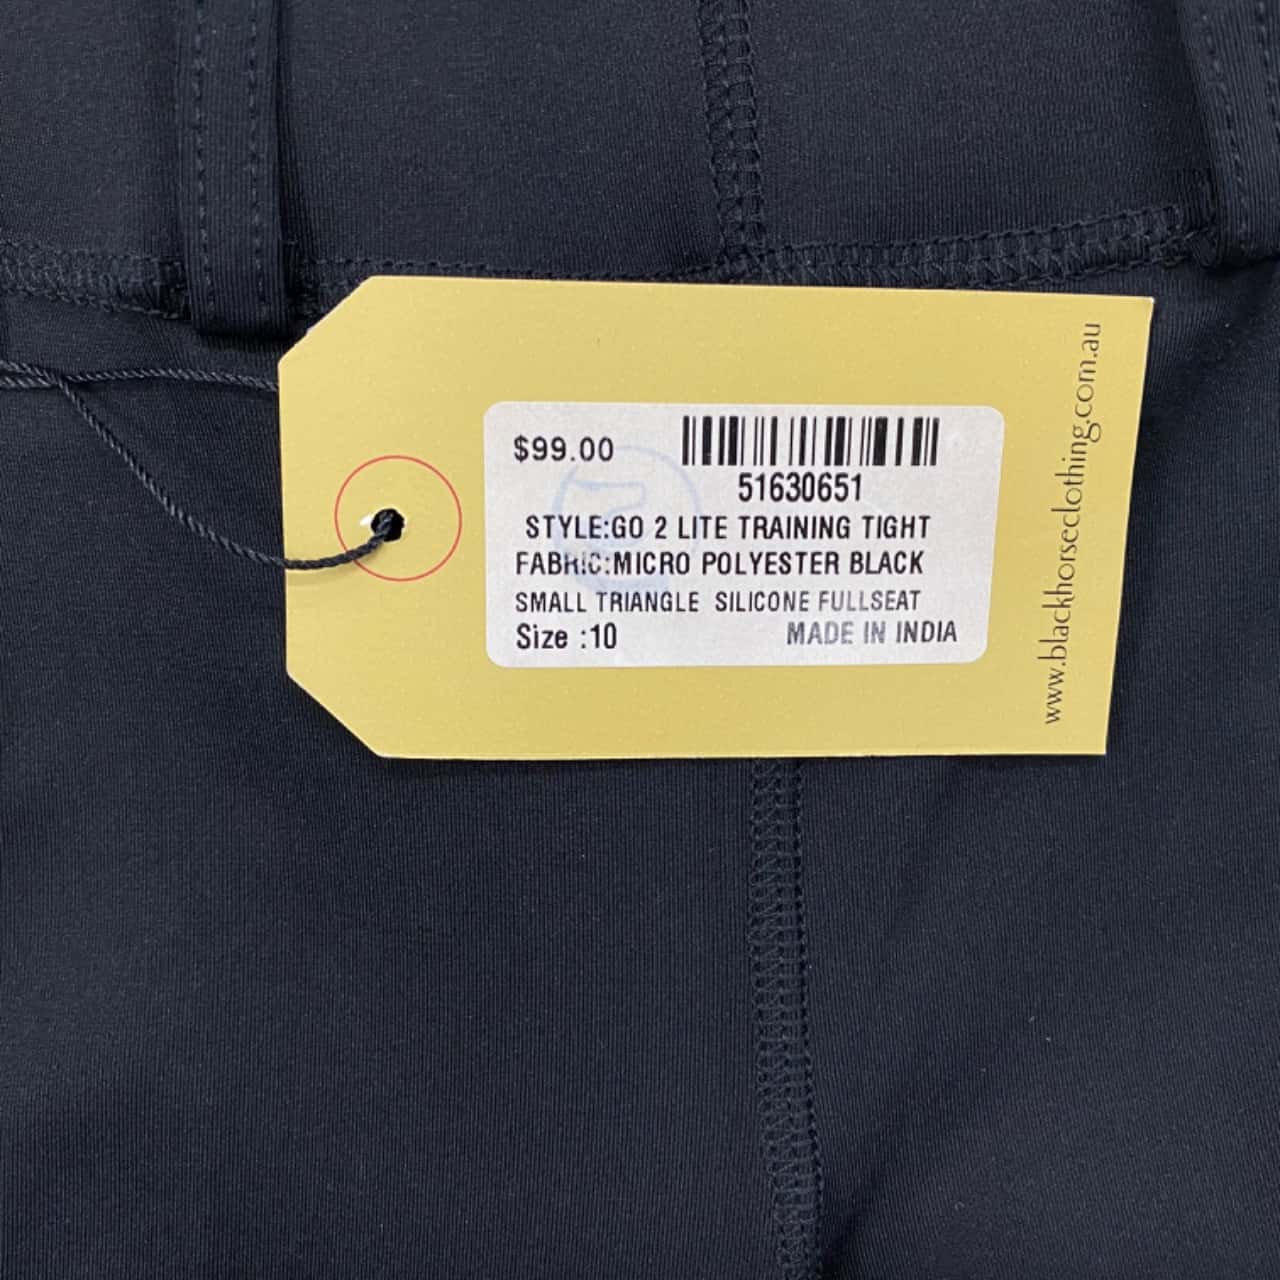 $99.00
51630651
STYLE:GO 2 LITE TRAINING TIGHT
FABRIC:MICRO POLYESTER BLACK
SMALL TRIANGLE SILICONE FULLSEAT
Size :10 MADE IN INDIA
www.blackhorseclothing.com.au